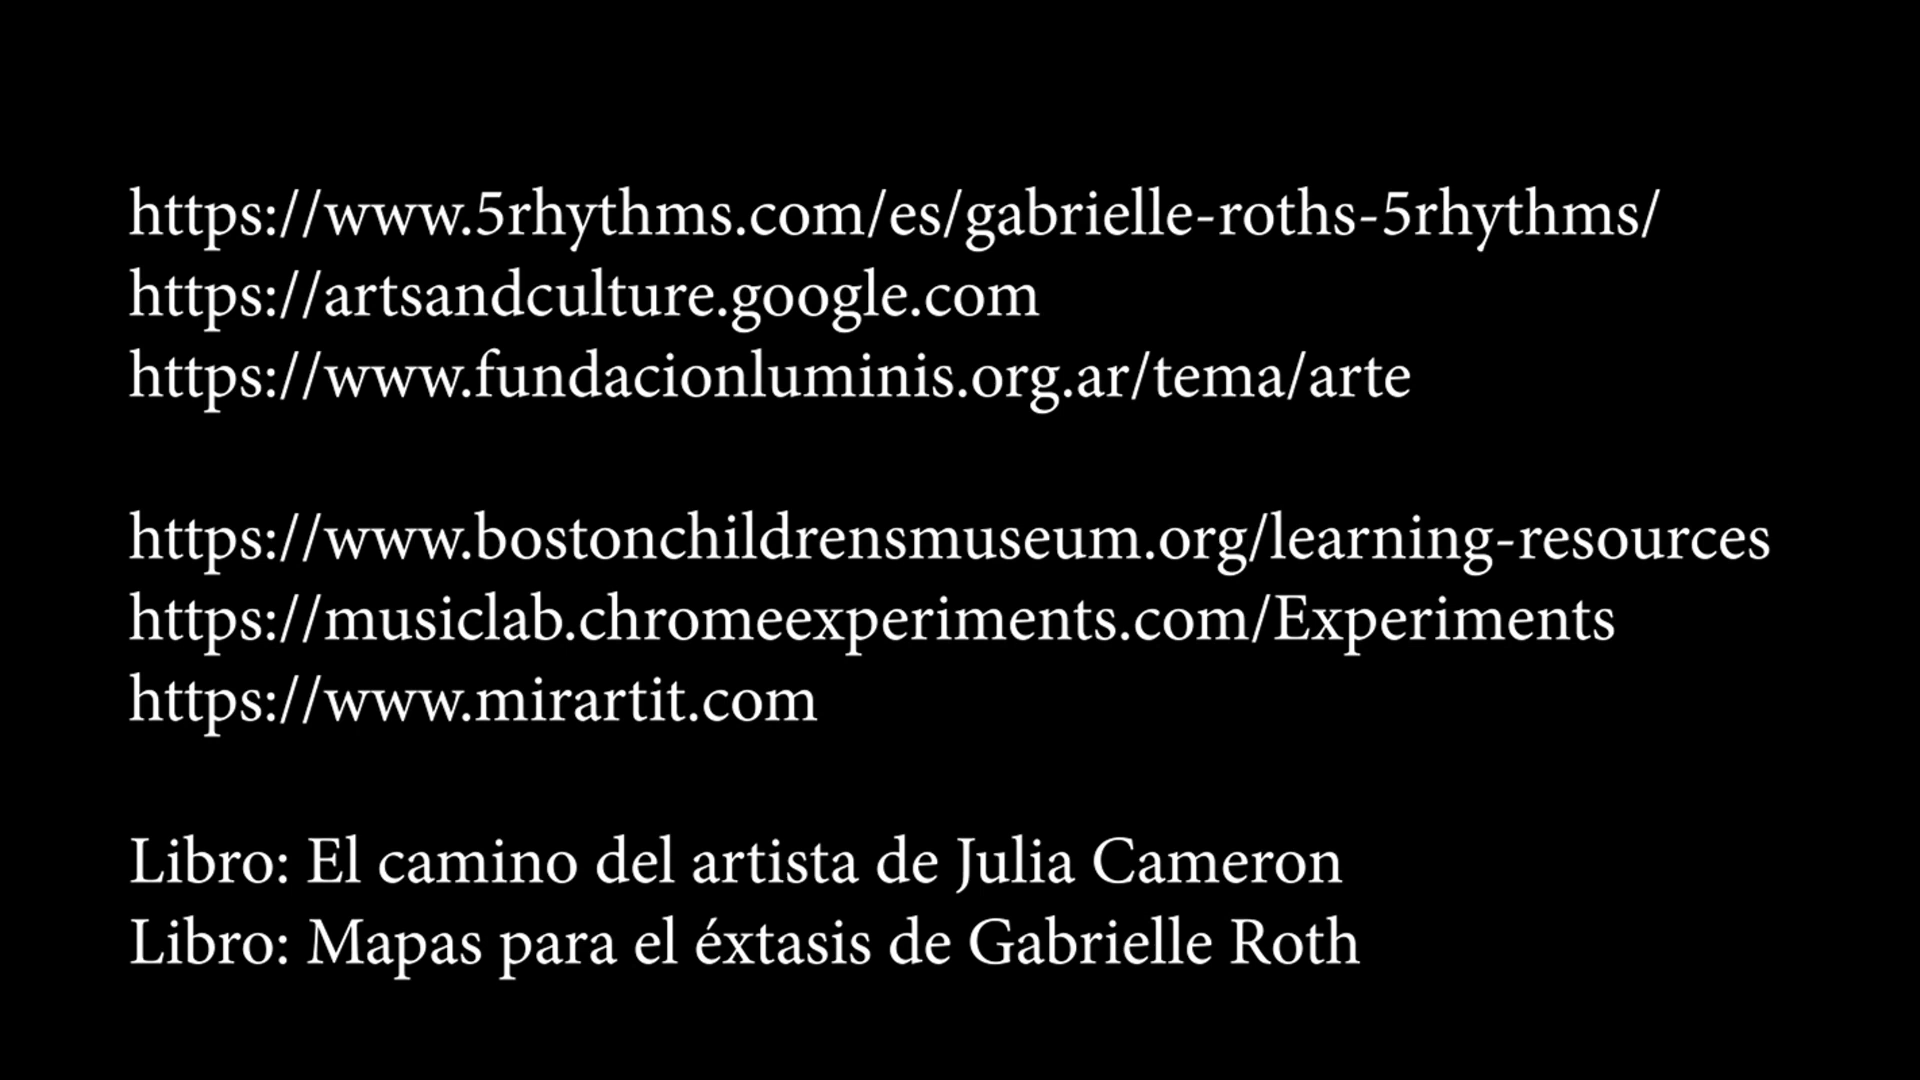 https://www.5rhythms.com/es/gabrielle-roths-5rhythms/
https://artsandculture.google.com
https://www.fundacionluminis.org.ar/tema/arte
https://www.bostonchildrensmuseum.org/learning-resources
https://musiclab.chromeexperiments.com/Experiments
https://www.mirartit.com
Libro: El camino del artista de Julia Cameron
Libro: Mapas para el éxtasis de Gabrielle Roth